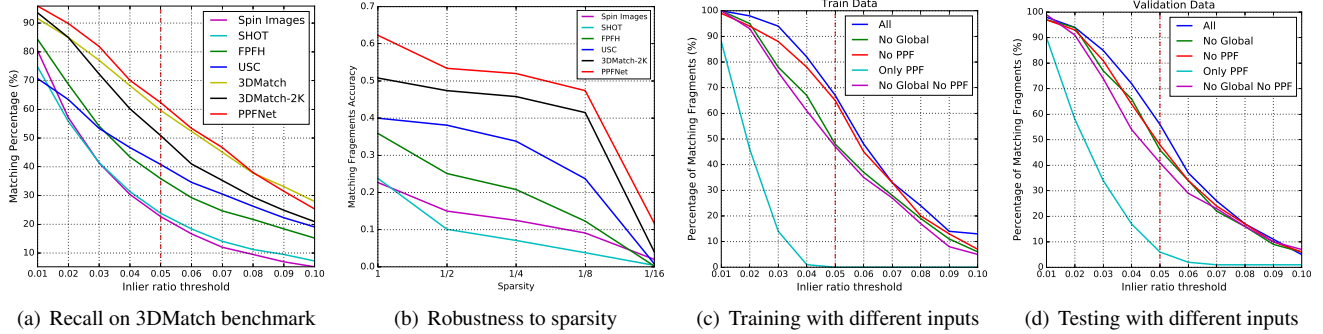 Matching Percentage (%)
90
80
70
60
50
40
30
20
10
0.01 0.02 0.03 0.04 0.05 0.06 0.07 0.08 0.09 0.10
Inlier ratio threshold
Spin Images
SHOT
FPFH
USC
3DMatch
3DMatch-2K
PPFNet
(a) Recall on 3DMatch benchmark
Matching Fragements Accuracy
0.7
0.6
0.5
0.4
0.3
0.2
0.1
0.0
1 1/2 1/4 1/8 1/16
Sparsity
Spin Images
SHOT
FPFH
USC
3DMatch-2K
PPFNet
(b) Robustness to sparsity
Train Data
Percentage of Matching Fragments (%)
100
90
80
70
60
50
40
30
20
10
0
0.01 0.02 0.03 0.04 0.05 0.06 0.07 0.08 0.09 0.10
Inlier ratio threshold
All
No Global
No PPF
Only PPF
No Global No PPF
(c) Training with different inputs
Validation Data
Percentage of Matching Fragments (%)
100
90
80
70
60
50
40
30
20
10
0
0.01 0.02 0.03 0.04 0.05 0.06 0.07 0.08 0.09 0.10
Inlier ratio threshold
All
No Global
No PPF
Only PPF
No Global No PPF
(d) Testing with different inputs